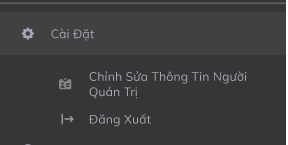 Cài Đặt
Chỉnh Sửa Thông Tin Người
Quản Trị
Đăng Xuất